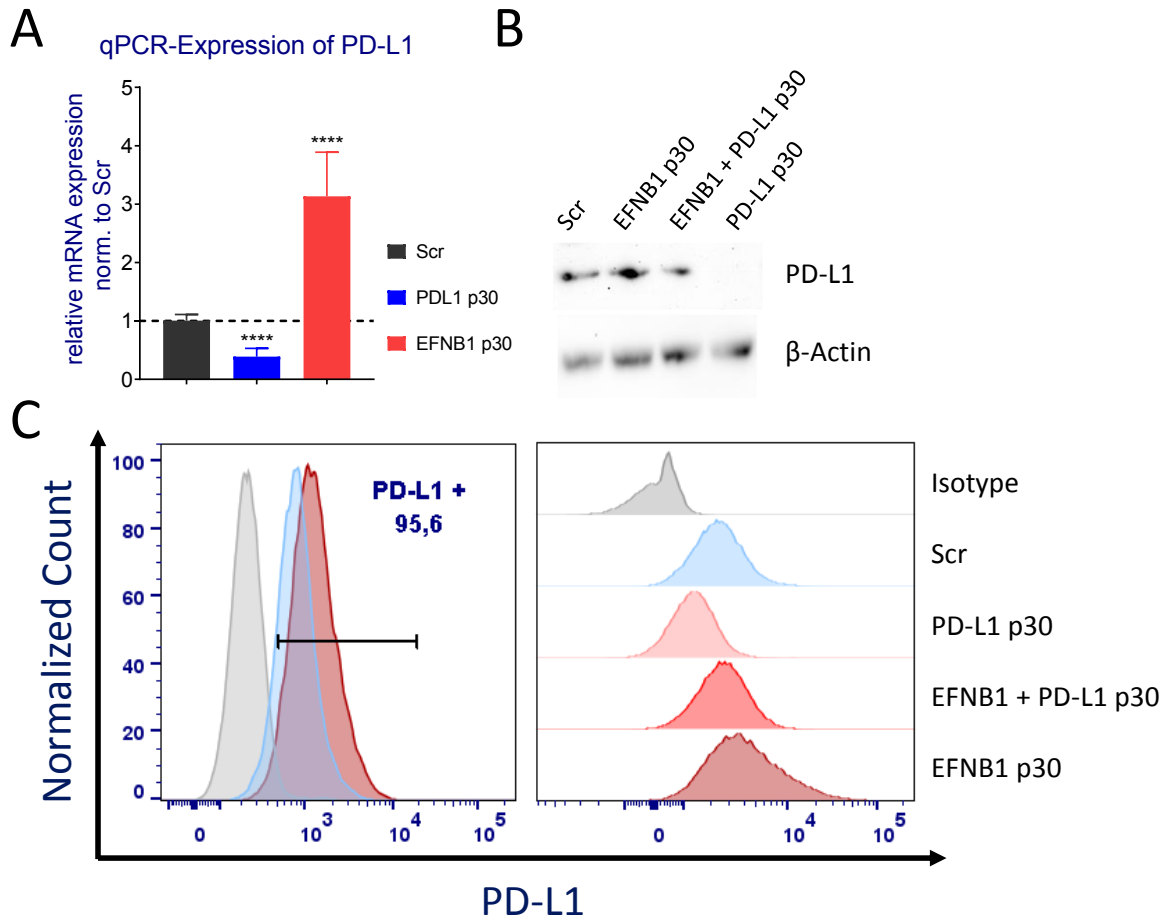 A
qPCR-Expression of PD-L1
relative mRNA expression
norm. to Scr
5
4
3
2
1
0
****
****
Scr
PDL1 p30
EFNB1 p30
B
Scr
EFNB1 p30
EFNB1 + PD-L1 p30
PD-L1 p30
PD-L1
β-Actin
C
Normalized Count
100
80
60
40
20
0
PD-L1 +
95,6
0 10³ 10⁴ 10⁵
0 10⁴ 10⁵
Isotype
Scr
PD-L1 p30
EFNB1 + PD-L1 p30
EFNB1 p30
PD-L1